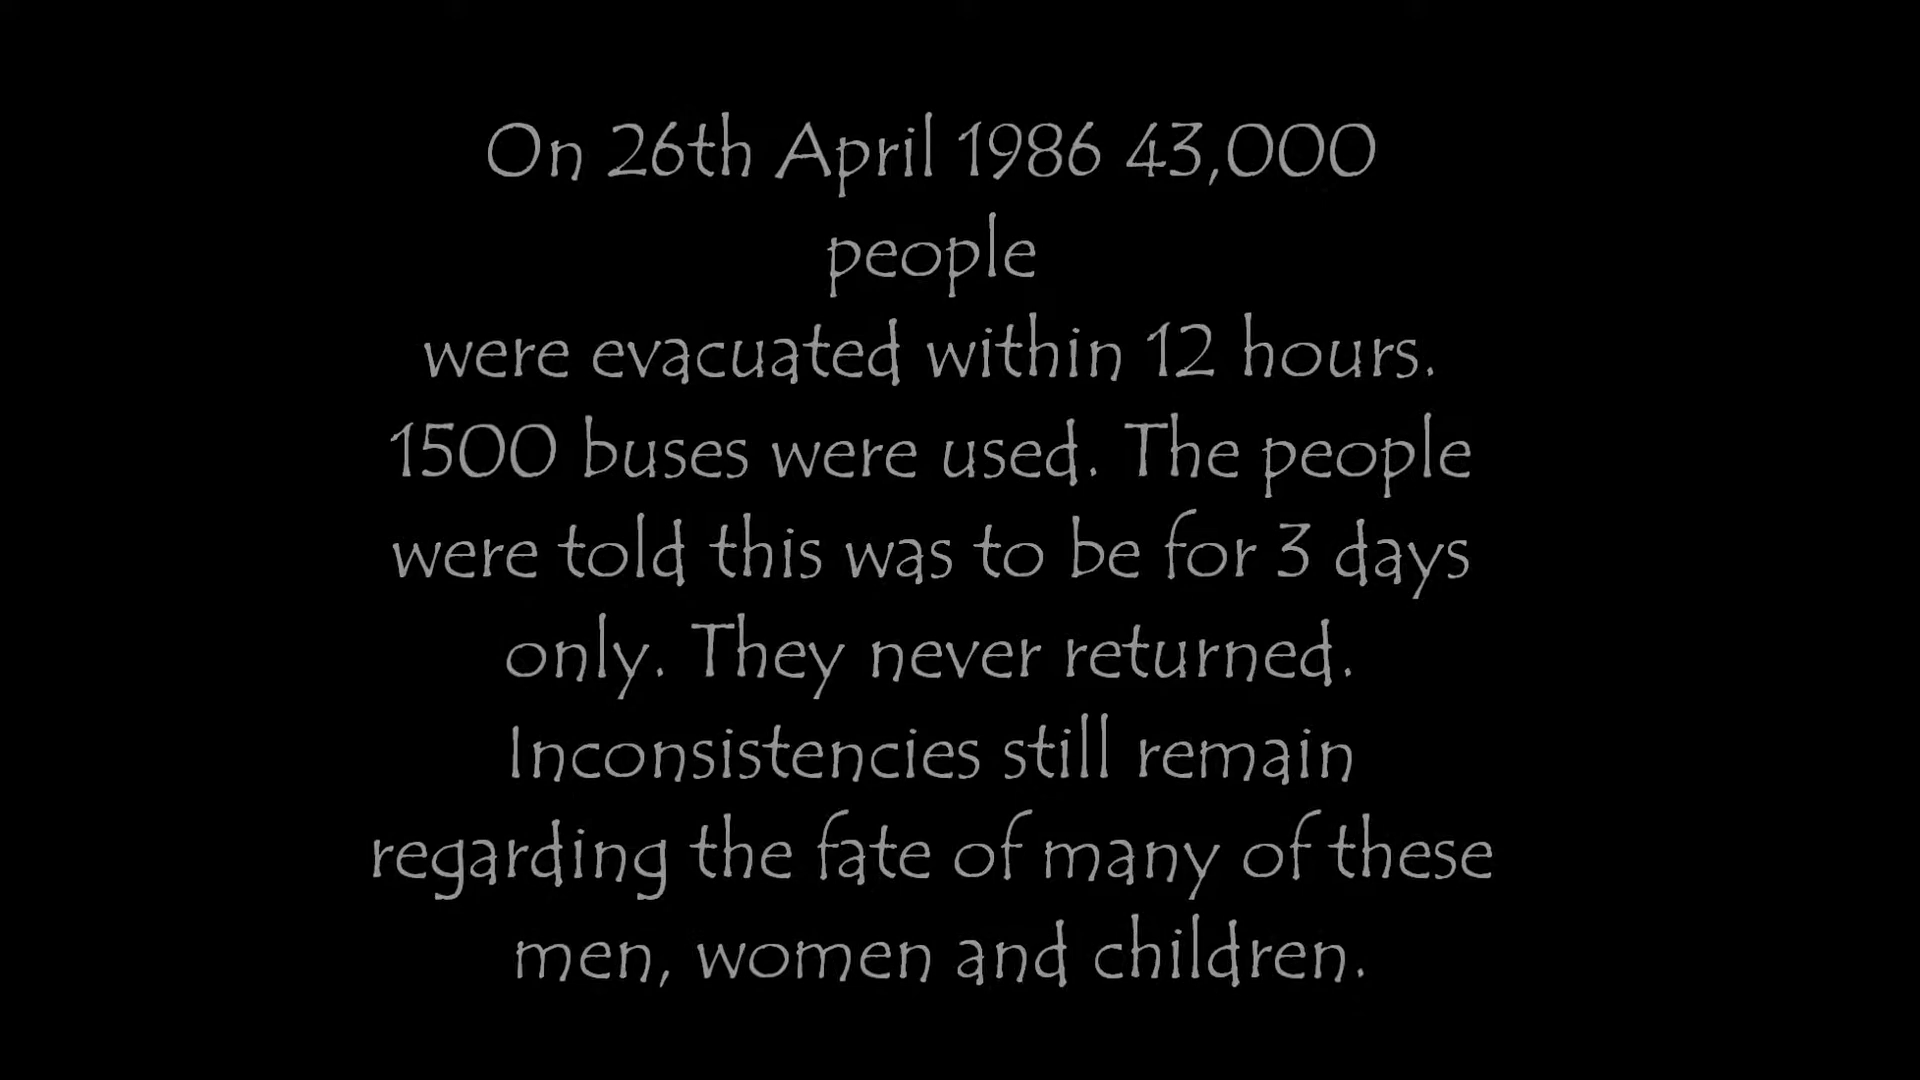 On 26th April 1986 43,000
people
were evacuated within 12 hours.
1500 buses were used. The people
were told this was to be for 3 days
only. They never returned.
Inconsistencies still remain
regarding the fate of many of these
men, women and children.